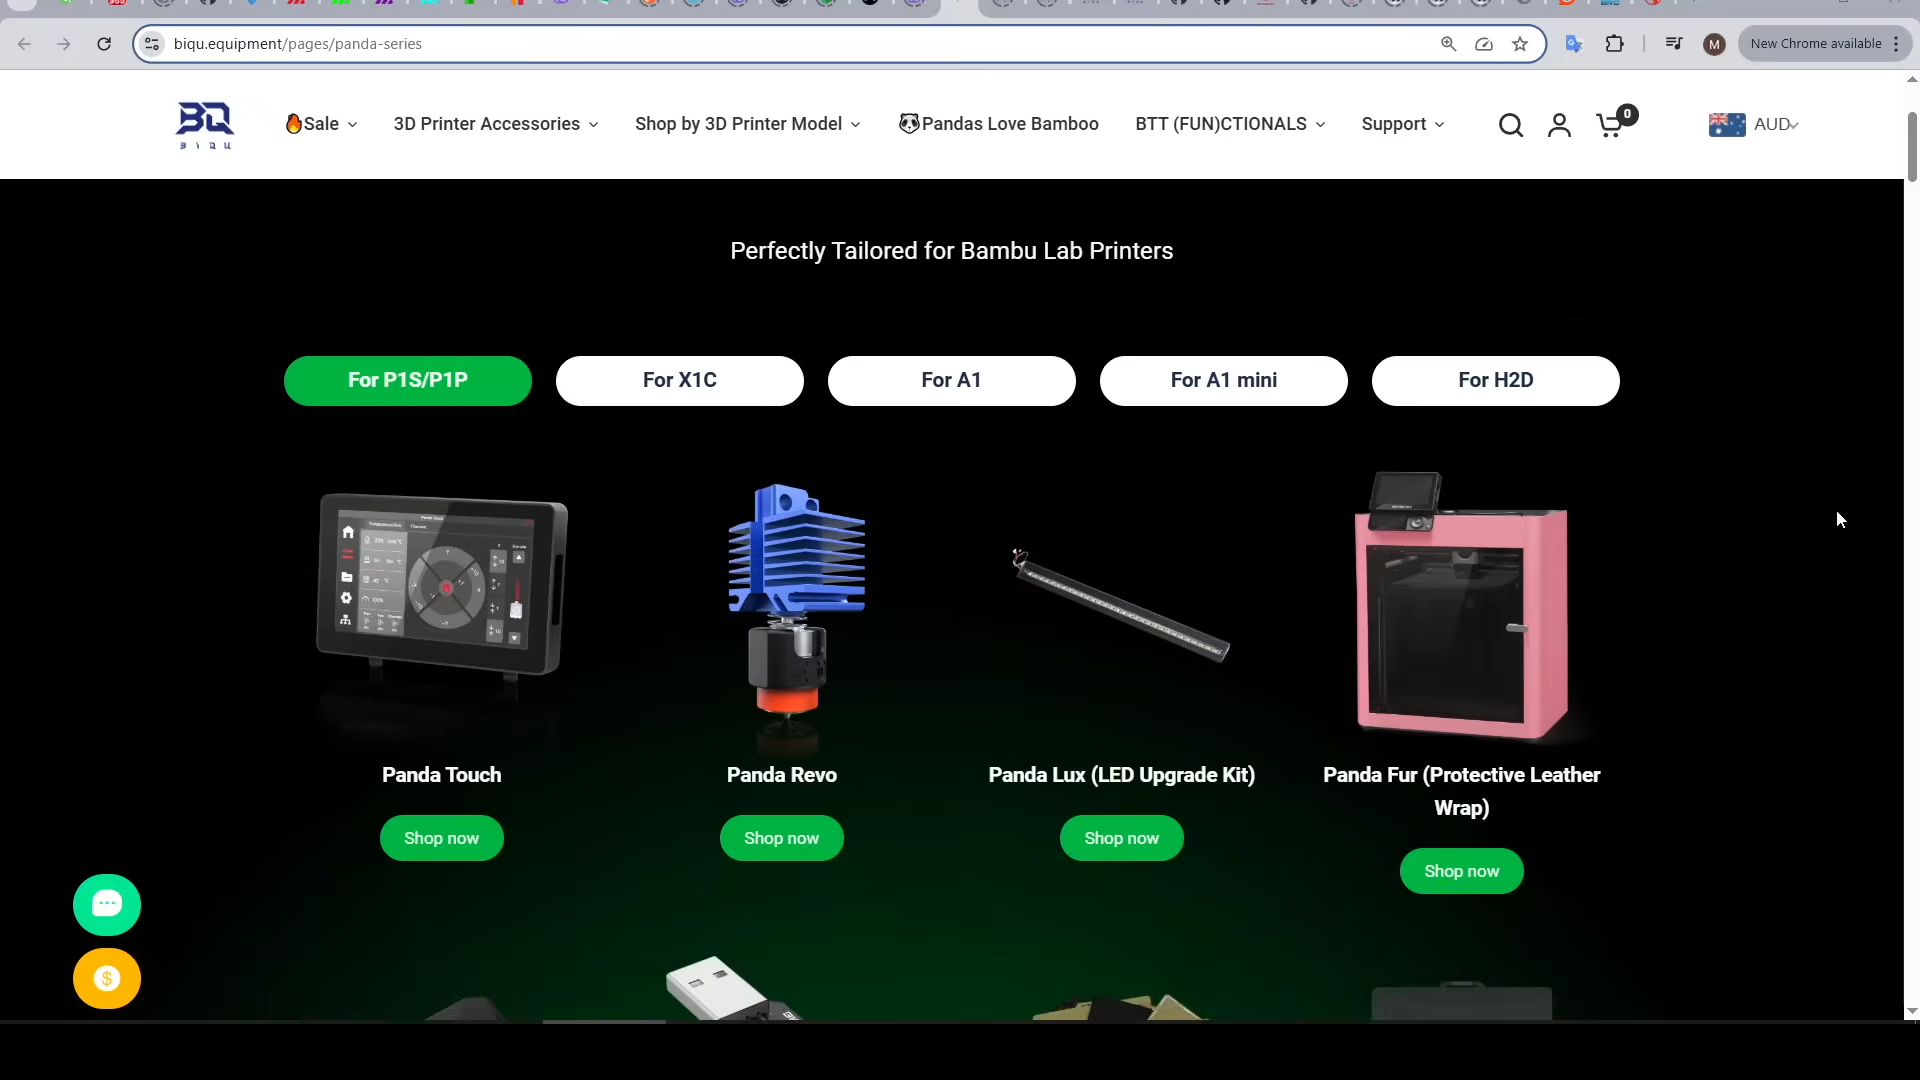 biqu.equipment/pages/panda-series
M
New Chrome available
BIQU
🔥Sale
3D Printer Accessories
Shop by 3D Printer Model
🐼Pandas Love Bamboo
BTT (FUN)CTIONALS
Support
0
AUD
Perfectly Tailored for Bambu Lab Printers
For P1S/P1P
For X1C
For A1
For A1 mini
For H2D
Panda Touch
Panda Revo
Panda Lux (LED Upgrade Kit)
Panda Fur (Protective Leather
Wrap)
Shop now
Shop now
Shop now
Shop now